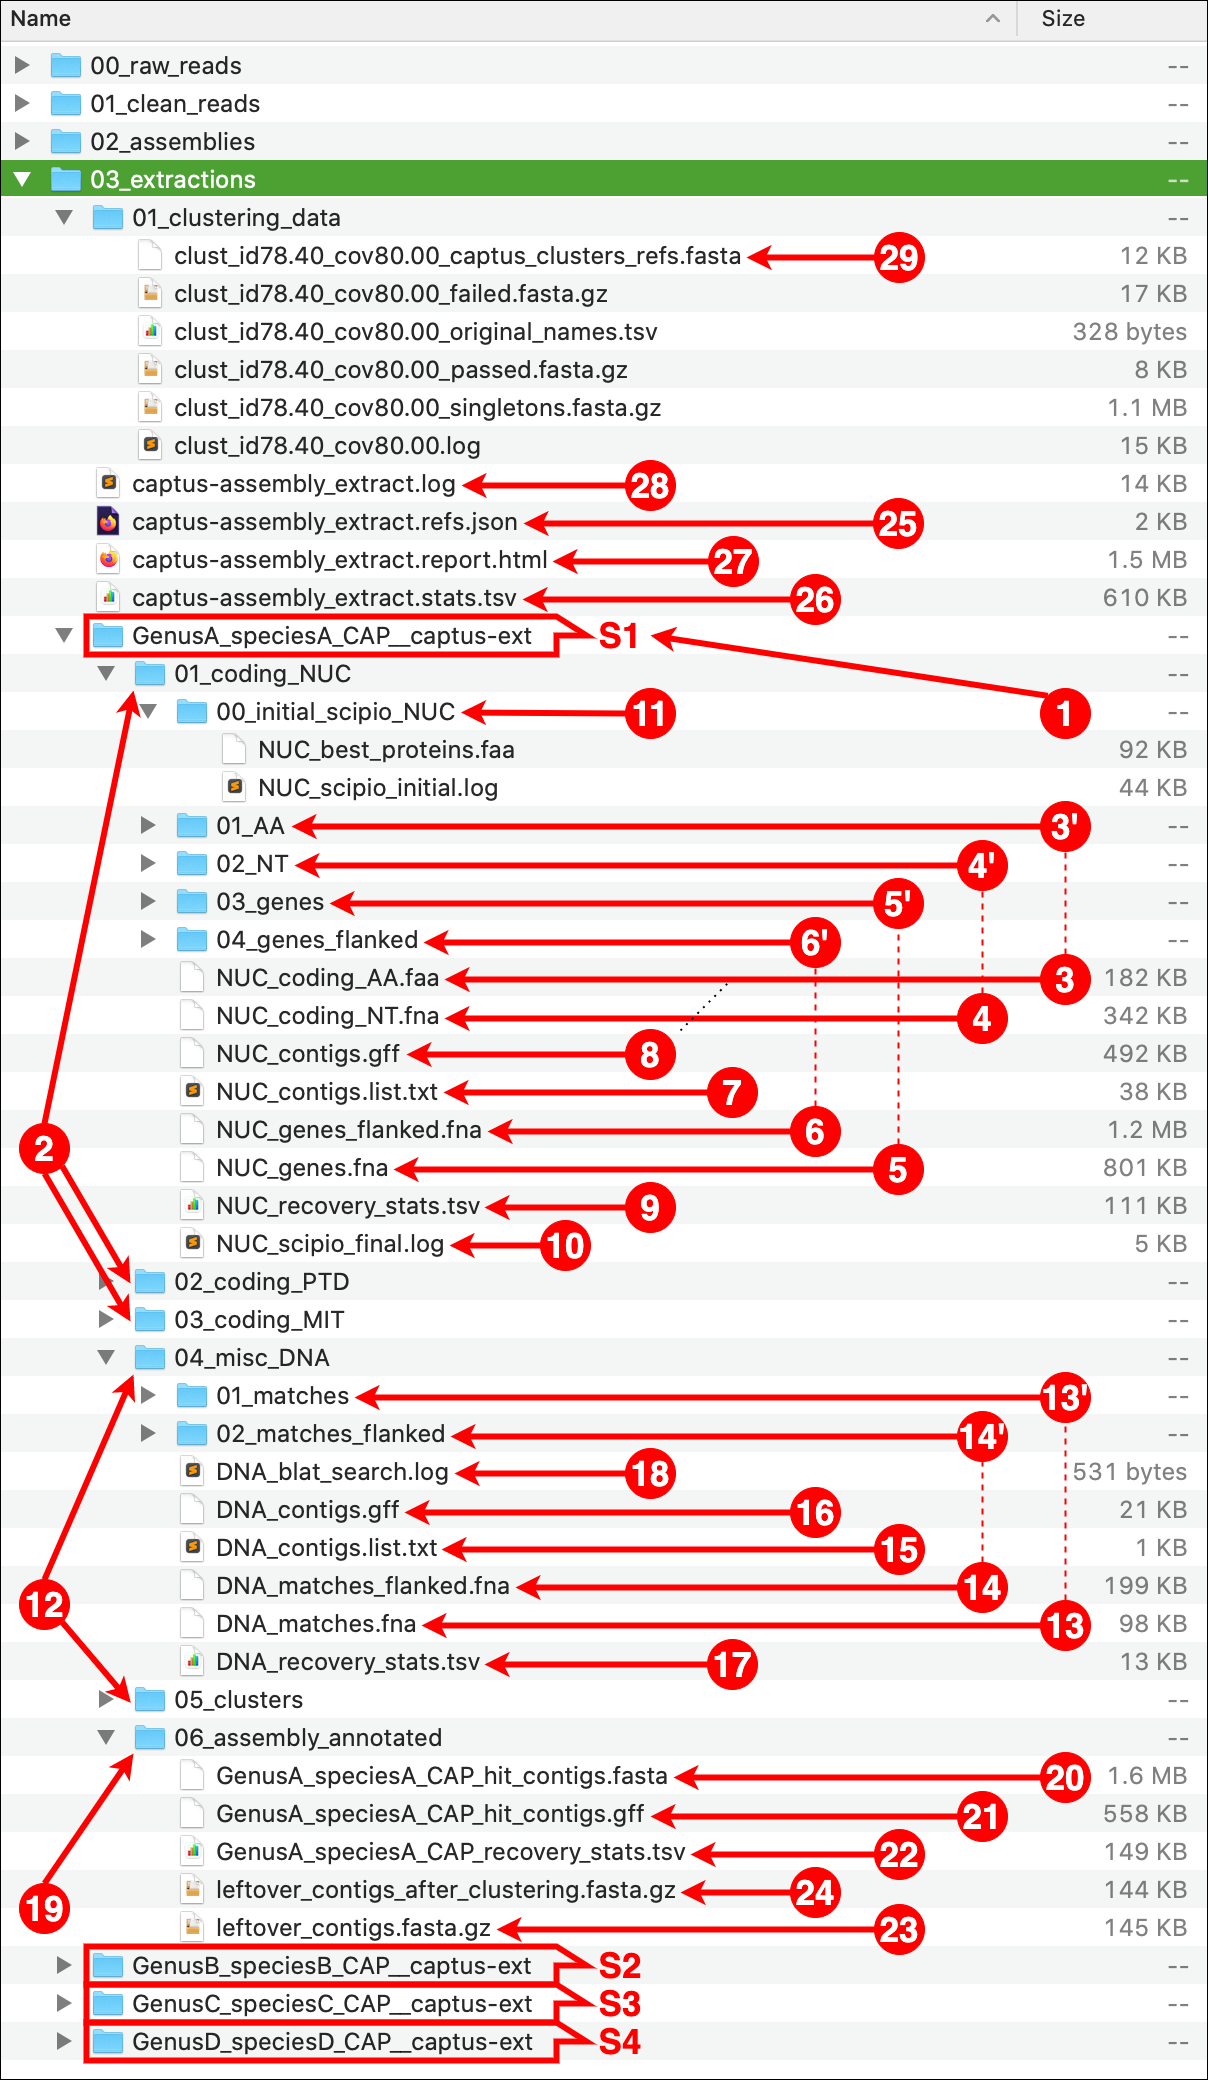 Name Size
00_raw_reads --
01_clean_reads --
02_assemblies --
03_extractions --
01_clustering_data --
clust_id78.40_cov80.00_captus_clusters_refs.fasta 29 12 KB
clust_id78.40_cov80.00_failed.fasta.gz 17 KB
clust_id78.40_cov80.00_original_names.tsv 328 bytes
clust_id78.40_cov80.00_passed.fasta.gz 8 KB
clust_id78.40_cov80.00_singletons.fasta.gz 1.1 MB
clust_id78.40_cov80.00.log 15 KB
captus-assembly_extract.log 28 14 KB
captus-assembly_extract.refs.json 25 2 KB
captus-assembly_extract.report.html 27 1.5 MB
captus-assembly_extract.stats.tsv 26 610 KB
GenusA_speciesA_CAP__captus-ext S1 --
01_coding_NUC --
00_initial_scipio_NUC 11 1 --
NUC_best_proteins.faa 92 KB
NUC_scipio_initial.log 44 KB
01_AA 3' --
02_NT 4' --
03_genes 5' --
04_genes_flanked 6' --
NUC_coding_AA.faa 3 182 KB
NUC_coding_NT.fna 4 342 KB
NUC_contigs.gff 8 492 KB
NUC_contigs.list.txt 7 38 KB
2 NUC_genes_flanked.fna 6 1.2 MB
NUC_genes.fna 5 801 KB
NUC_recovery_stats.tsv 9 111 KB
NUC_scipio_final.log 10 5 KB
02_coding_PTD --
03_coding_MIT --
04_misc_DNA --
01_matches 13' --
02_matches_flanked 14' --
DNA_blat_search.log 18 531 bytes
DNA_contigs.gff 16 21 KB
DNA_contigs.list.txt 15 1 KB
DNA_matches_flanked.fna 14 199 KB
12 DNA_matches.fna 13 98 KB
DNA_recovery_stats.tsv 17 13 KB
05_clusters --
06_assembly_annotated --
GenusA_speciesA_CAP_hit_contigs.fasta 20 1.6 MB
GenusA_speciesA_CAP_hit_contigs.gff 21 558 KB
GenusA_speciesA_CAP_recovery_stats.tsv 22 149 KB
19 leftover_contigs_after_clustering.fasta.gz 24 144 KB
leftover_contigs.fasta.gz 23 145 KB
GenusB_speciesB_CAP__captus-ext S2 --
GenusC_speciesC_CAP__captus-ext S3 --
GenusD_speciesD_CAP__captus-ext S4 --